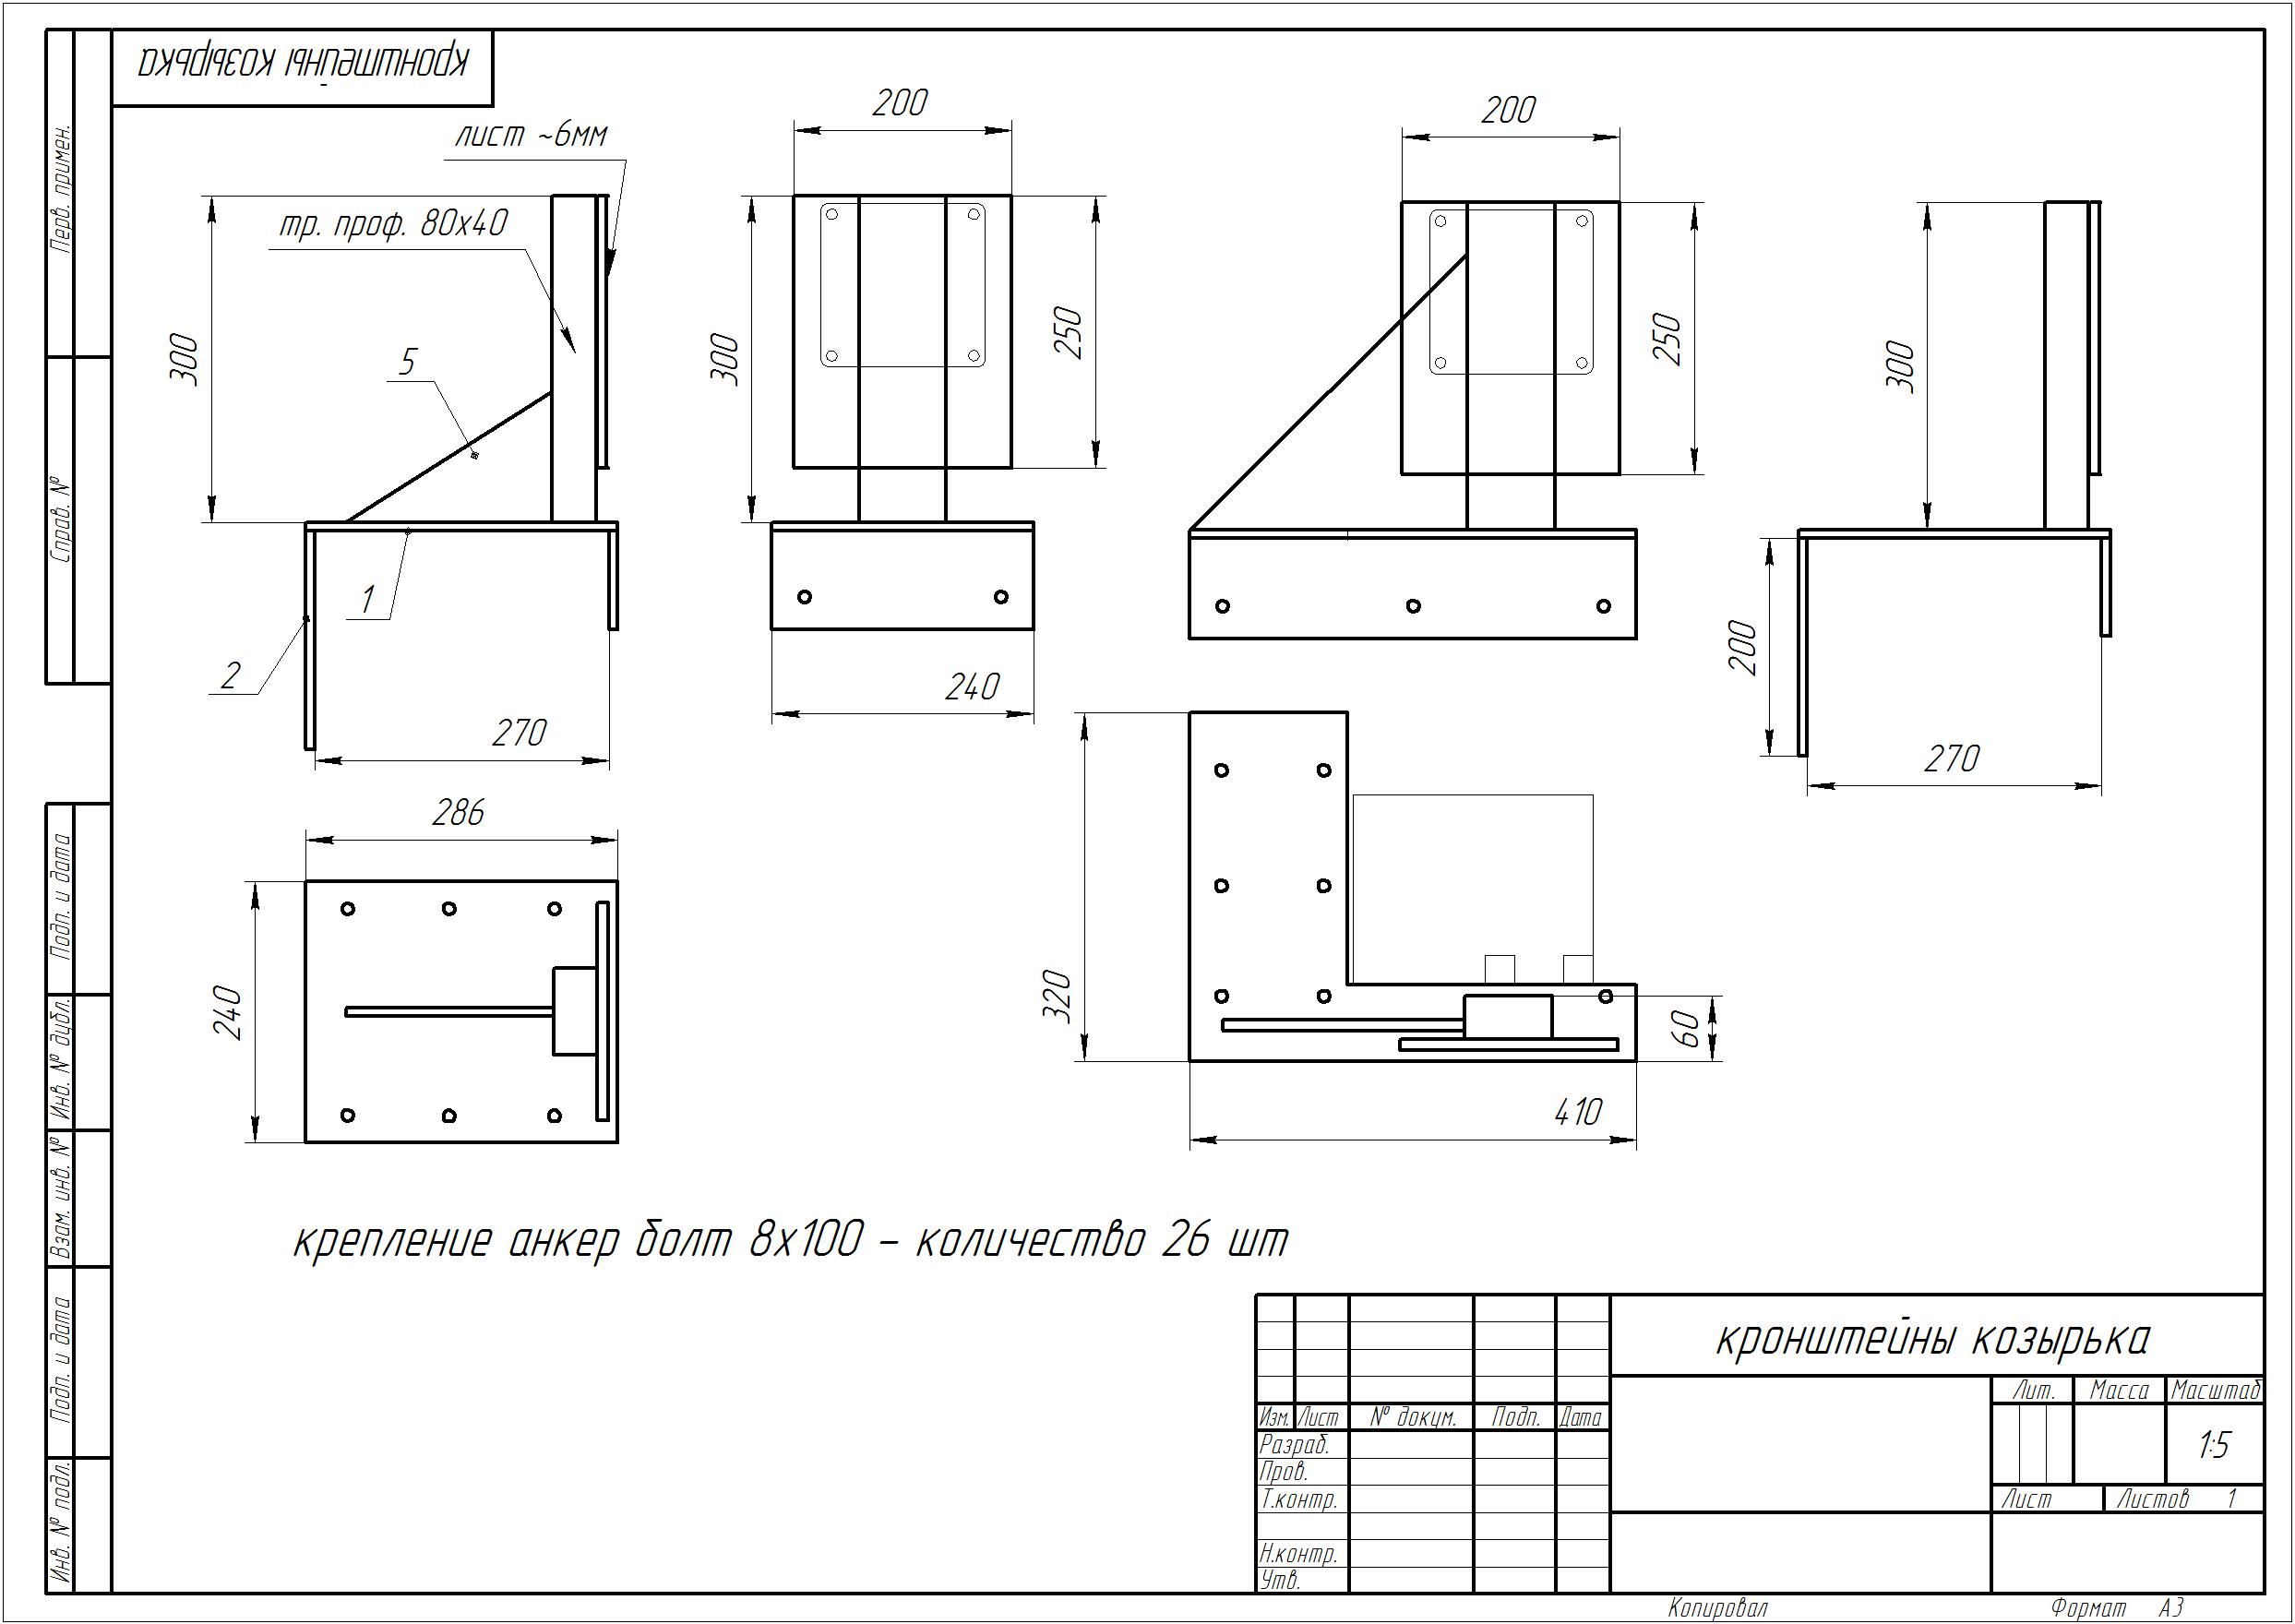 кронштейны козырька
лист ~6мм
тр. проф. 80х40
300
5
1
2
270
200
300
250
240
200
250
300
200
270
286
240
320
60
410
крепление анкер болт 8х100 – количество 26 шт
кронштейны козырька
Лит. Масса Масштаб
1:5
Лист Листов 1
Изм. Лист № докум. Подп. Дата
Разраб.
Пров.
Т.контр.
Н.контр.
Утв.
Копировал Формат А3
Перв. примен.
Справ. №
Подп. и дата
Инв. № дубл.
Взам. инв. №
Подп. и дата
Инв. № подл.